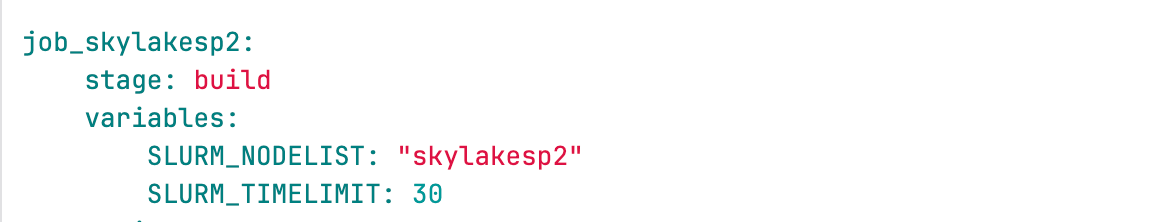 job_skylakesp2:
    stage: build
    variables:
        SLURM_NODELIST: "skylakesp2"
        SLURM_TIMELIMIT: 30